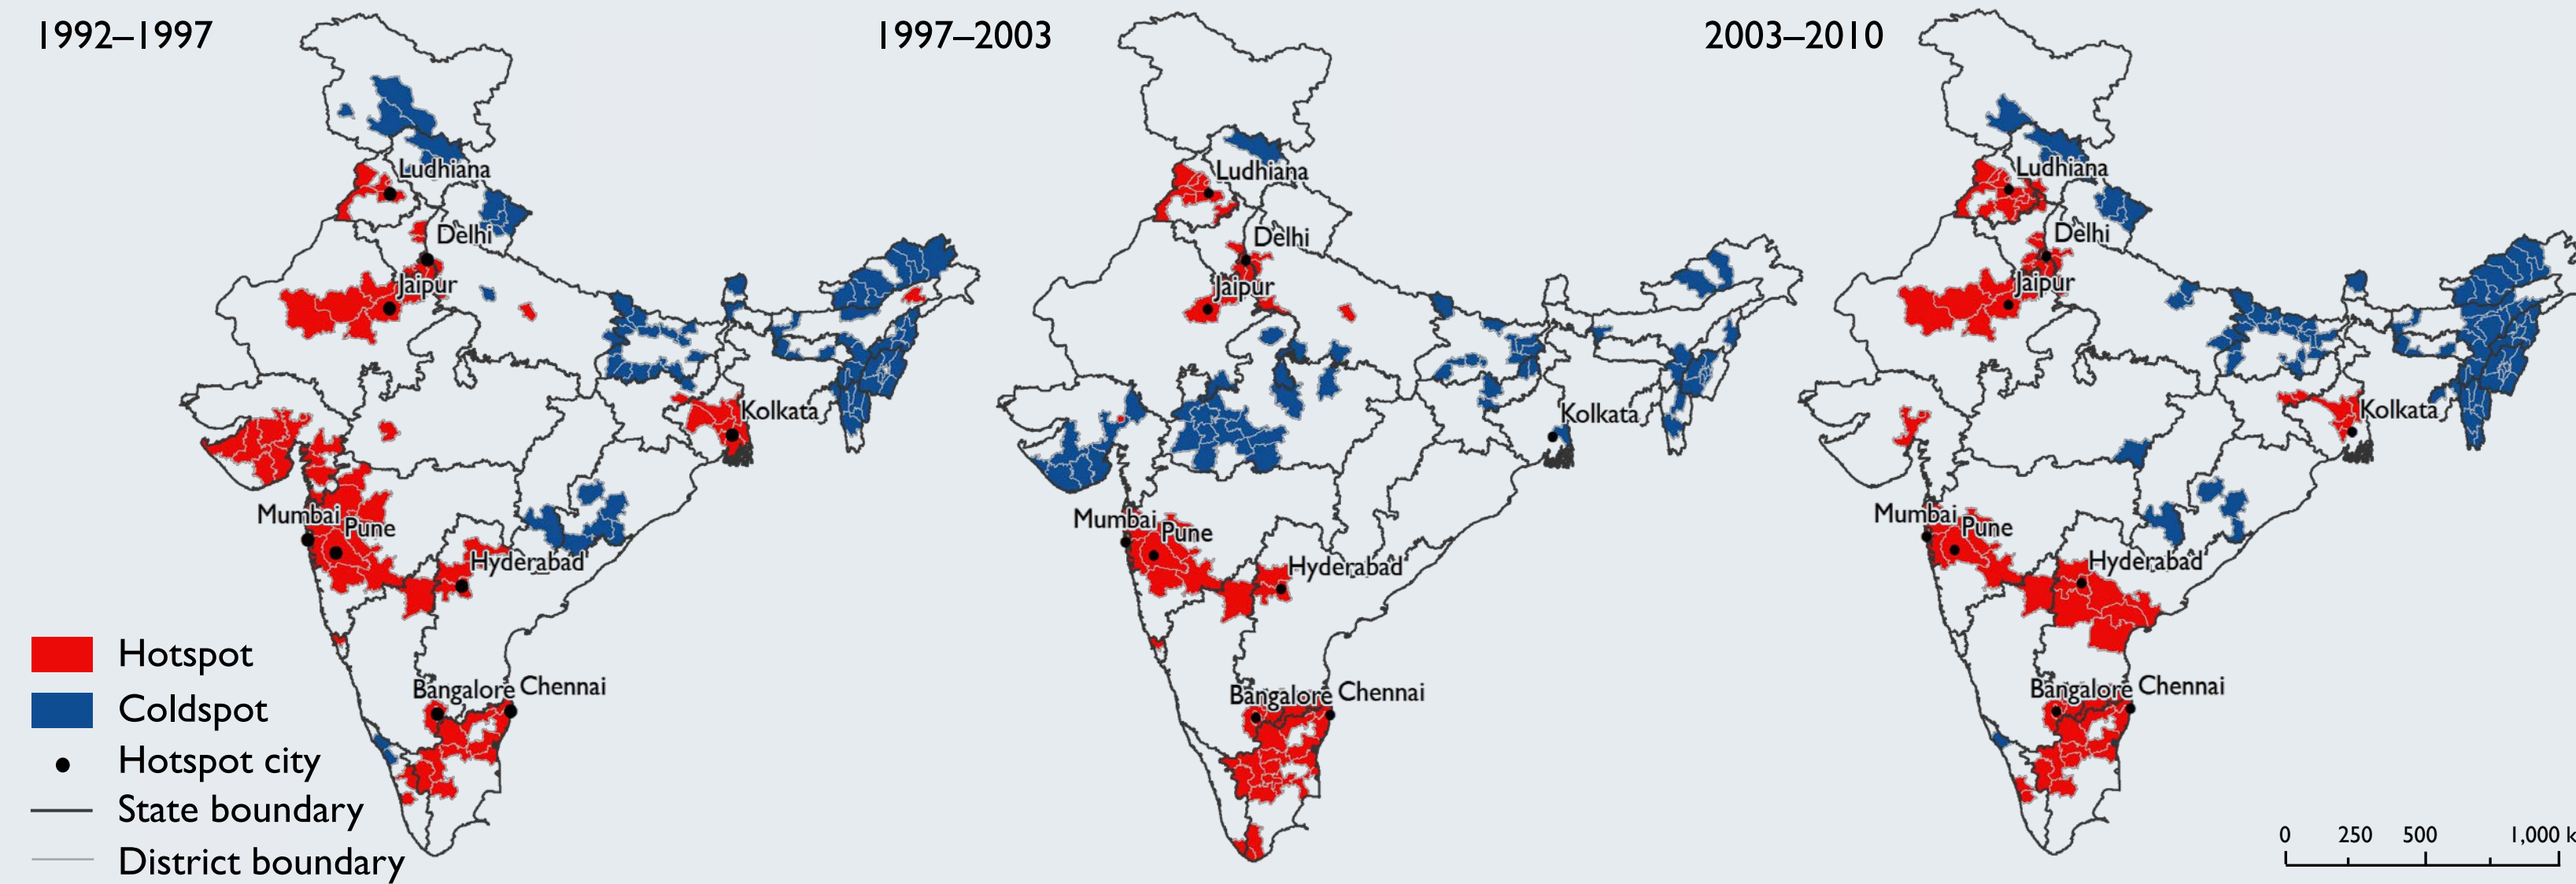 1992–1997
1997–2003
2003–2010
Ludhiana
Delhi
Jaipur
Kolkata
Mumbai
Pune
Hyderabad
Bangalore
Chennai
Ludhiana
Delhi
Jaipur
Kolkata
Mumbai
Pune
Hyderabad
Bangalore
Chennai
Ludhiana
Delhi
Jaipur
Kolkata
Mumbai
Pune
Hyderabad
Bangalore
Chennai
Hotspot
Coldspot
Hotspot city
State boundary
District boundary
0 250 500 1,000 k